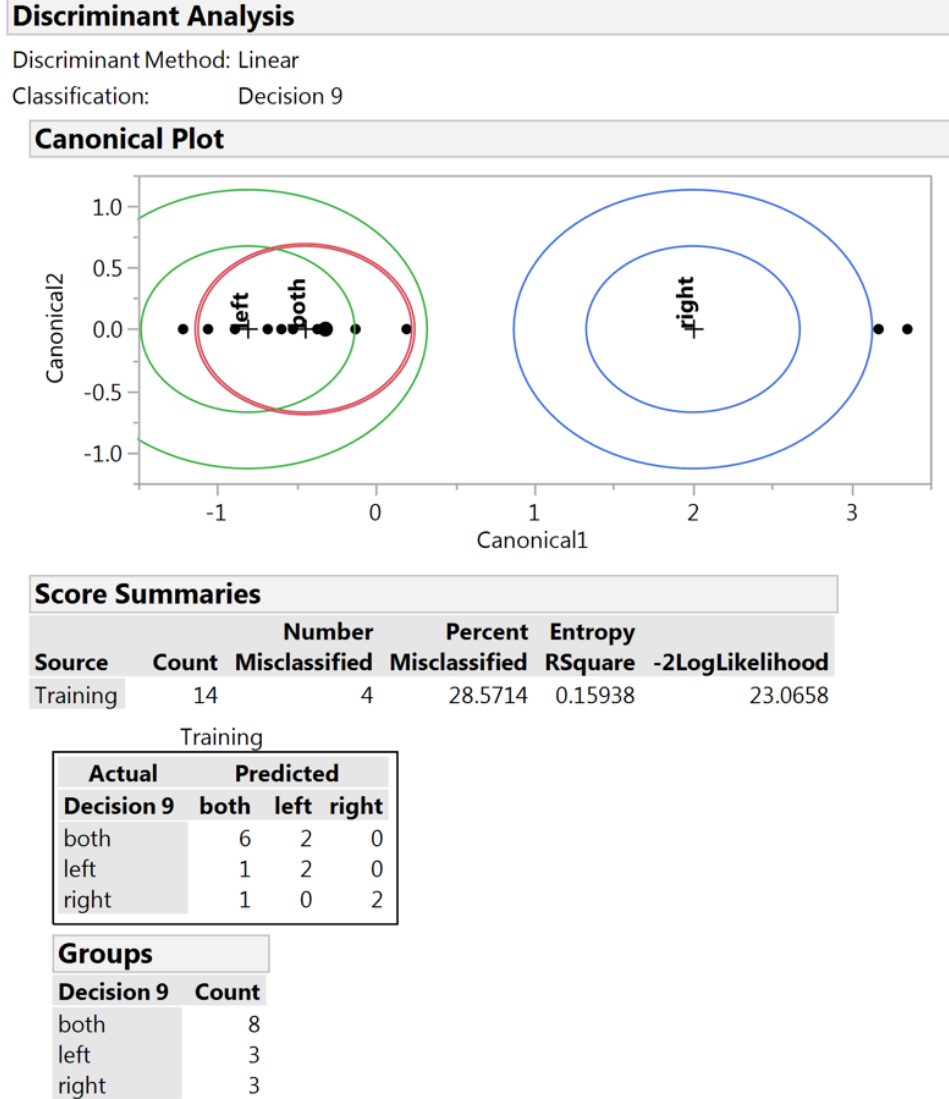 Discriminant Analysis
Discriminant Method: Linear
Classification: Decision 9
Canonical Plot
1.0
0.5
0.0
-0.5
-1.0
Canonical2
left
both
right
-1 0 1 2 3
Canonical1
Score Summaries
Number Percent Entropy
Source Count Misclassified Misclassified RSquare -2LogLikelihood
Training 14 4 28.5714 0.15938 23.0658
Training
Actual Predicted
Decision 9 both left right
both 6 2 0
left 1 2 0
right 1 0 2
Groups
Decision 9 Count
both 8
left 3
right 3